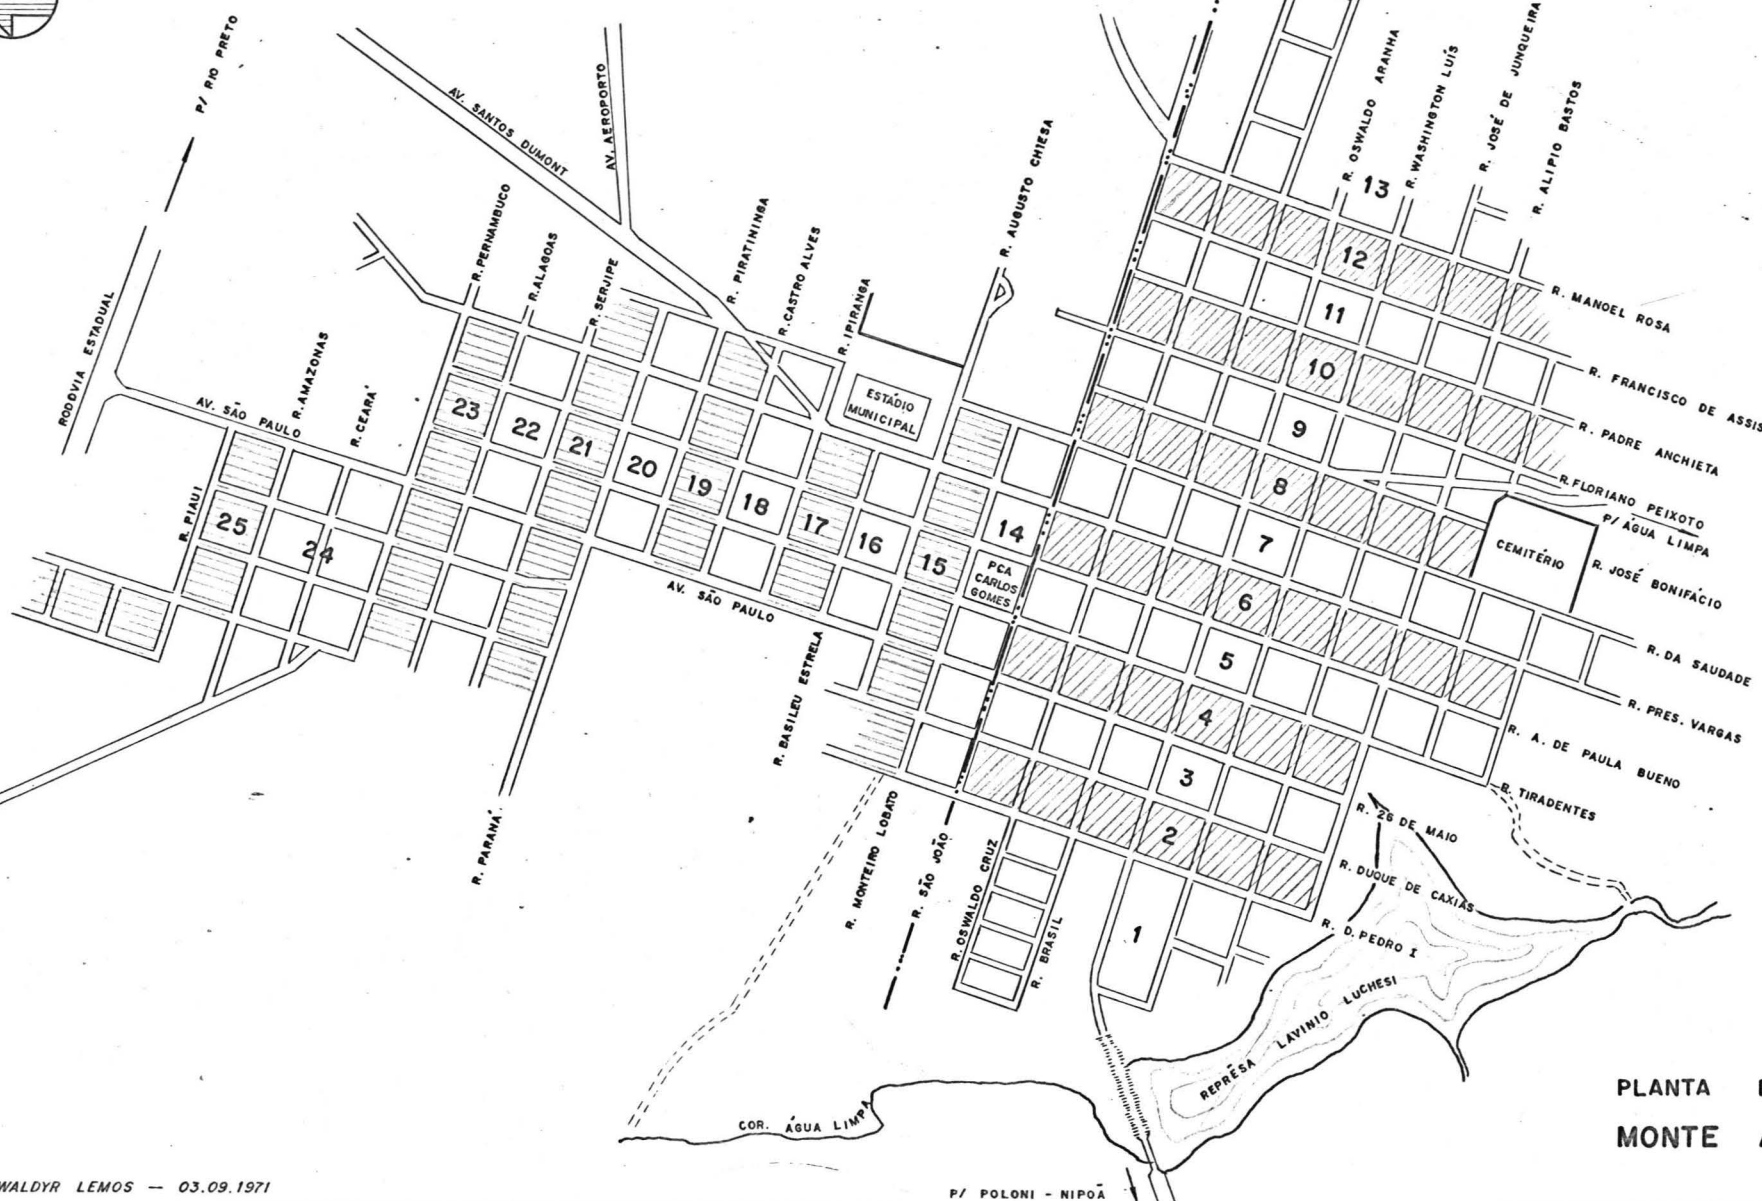 P/ RIO PRETO
RODOVIA ESTADUAL
AV. SANTOS DUMONT
AV. AEROPORTO
R. PERNAMBUCO
R. ALAGOAS
R. SERJIPE
R. PIRATININGA
R. CASTRO ALVES
R. IPIRANGA
R. AUGUSTO CHIESA
R. OSWALDO ARANHA
R. WASHINGTON LUÍS
R. JOSÉ DE JUNQUEIRA
R. ALIPIO BASTOS
13
12
11
10
9
8
7
6
5
4
3
2
1
R. MANOEL ROSA
R. FRANCISCO DE ASSIS
R. PADRE ANCHIETA
R. FLORIANO PEIXOTO
P/ ÁGUA LIMPA
CEMITÉRIO
R. JOSÉ BONIFÁCIO
R. DA SAUDADE
R. PRES. VARGAS
R. A. DE PAULA BUENO
R. TIRADENTES
R. 26 DE MAIO
R. DUQUE DE CAXIAS
R. D. PEDRO I
AV. SÃO PAULO
R. AMAZONAS
R. CEARÁ
R. PIAUI
ESTÁDIO
MUNICIPAL
23
22
21
20
19
18
17
16
15
14
25
24
PCA
CARLOS
GOMES
AV. SÃO PAULO
R. PARANÁ
R. BASILEU ESTRELA
R. MONTEIRO LOBATO
R. SÃO JOÃO
R. OSWALDO CRUZ
R. BRASIL
REPRÊSA LAVINIO LUCHESI
COR. ÁGUA LIMPA
PLANTA
MONTE
WALDYR LEMOS — 03.09.1971
P/ POLONI - NIPOÃ